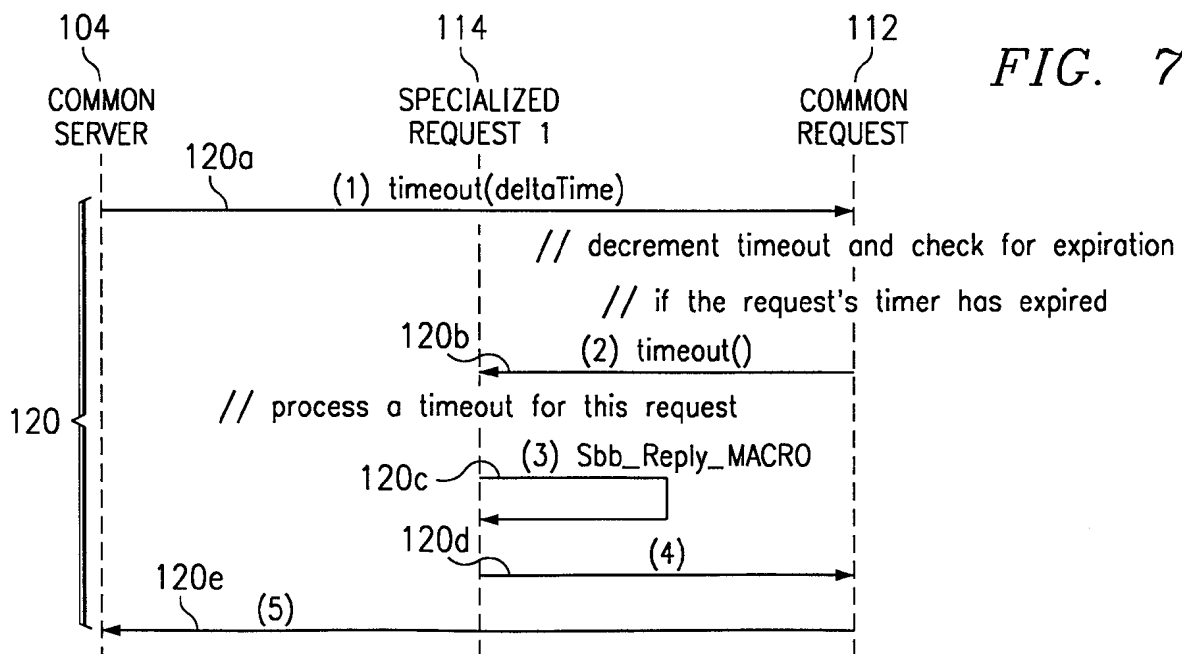 104
114
112
FIG. 7
COMMON
SERVER
SPECIALIZED
REQUEST 1
COMMON
REQUEST
120a
(1) timeout(deltaTime)
// decrement timeout and check for expiration
// if the request's timer has expired
120b
(2) timeout()
// process a timeout for this request
120
(3) Sbb_Reply_MACRO
120c
120d
(4)
120e
(5)